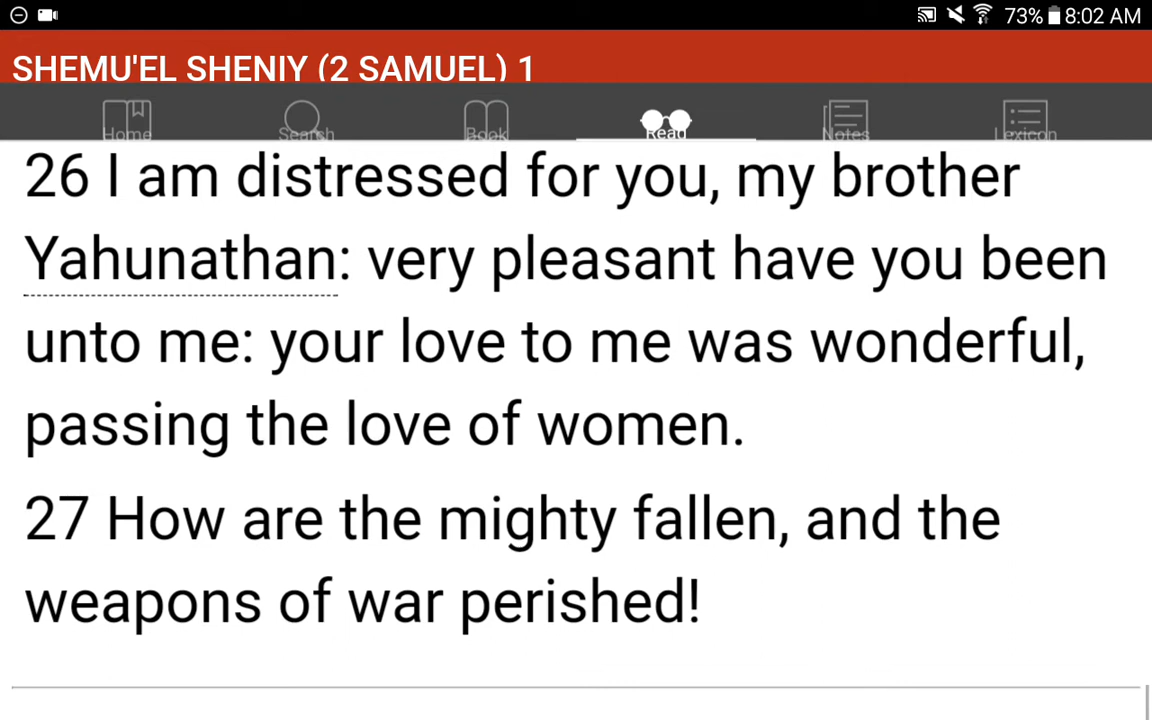 73% 8:02 AM
SHEMU'EL SHENIY (2 SAMUEL) 1
Home Search Book Read Notes Lexicon
26 I am distressed for you, my brother
Yahunathan: very pleasant have you been
unto me: your love to me was wonderful,
passing the love of women.
27 How are the mighty fallen, and the
weapons of war perished!